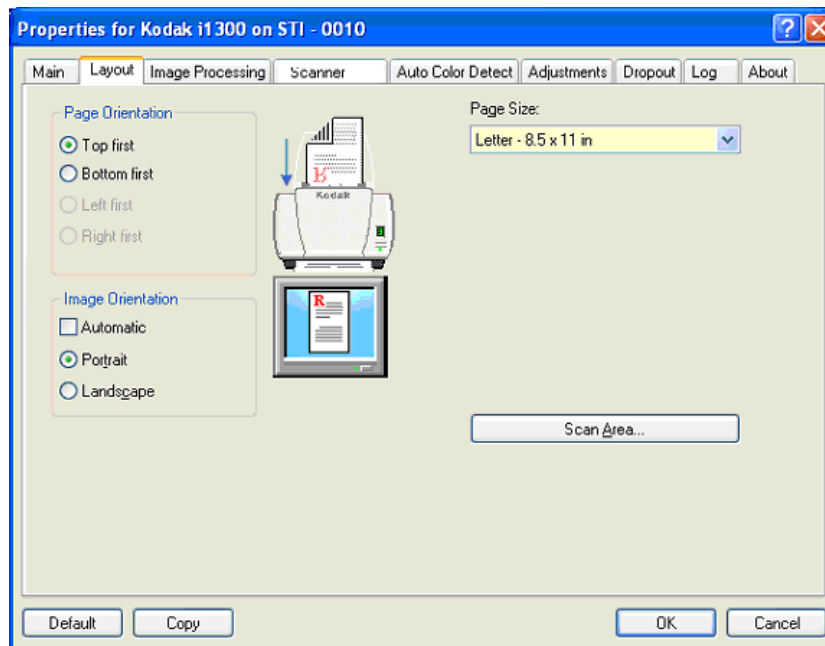 Properties for Kodak i1300 on STI - 0010
Main Layout Image Processing Scanner Auto Color Detect Adjustments Dropout Log About
Page Orientation
Top first
Bottom first
Left first
Right first
Kodak
R
Image Orientation
Automatic
Portrait
Landscape
R
Page Size:
Letter - 8.5 x 11 in
Scan Area...
Default Copy OK Cancel